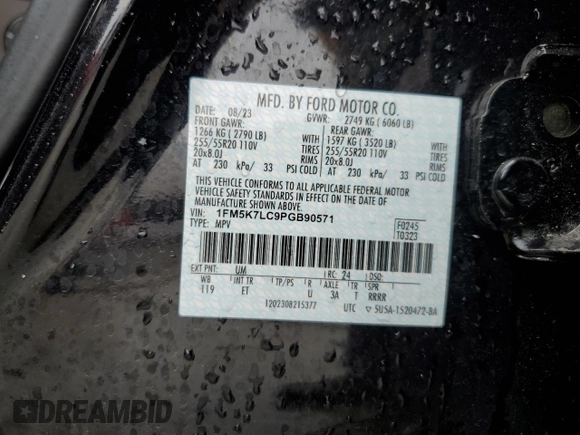 MFD. BY FORD MOTOR CO.
DATE: 08/23 GVWR: 2749 KG ( 6060 LB)
FRONT GAWR: REAR GAWR:
1266 KG ( 2790 LB) WITH 1597 KG ( 3520 LB) WITH
255/55R20 110V TIRES 255/55R20 110V TIRES
20x8.0J RIMS 20x8.0J RIMS
AT 230 kPa/ 33 PSI COLD AT 230 kPa/ 33 PSI COLD
THIS VEHICLE CONFORMS TO ALL APPLICABLE FEDERAL MOTOR
VEHICLE SAFETY STANDARDS IN EFFECT ON THE DATE OF
MANUFACTURE SHOWN ABOVE.
VIN: 1FM5K7LC9PGB90571
TYPE: MPV
F0245
T0323
EXT PNT: UM RC: 24 DSO:
WB INT TR TP/PS R AXLE TR SPR
119 ET U 3A T RRRR
1202308215377 UTC 5U5A-1520472-BA
DREAMBID